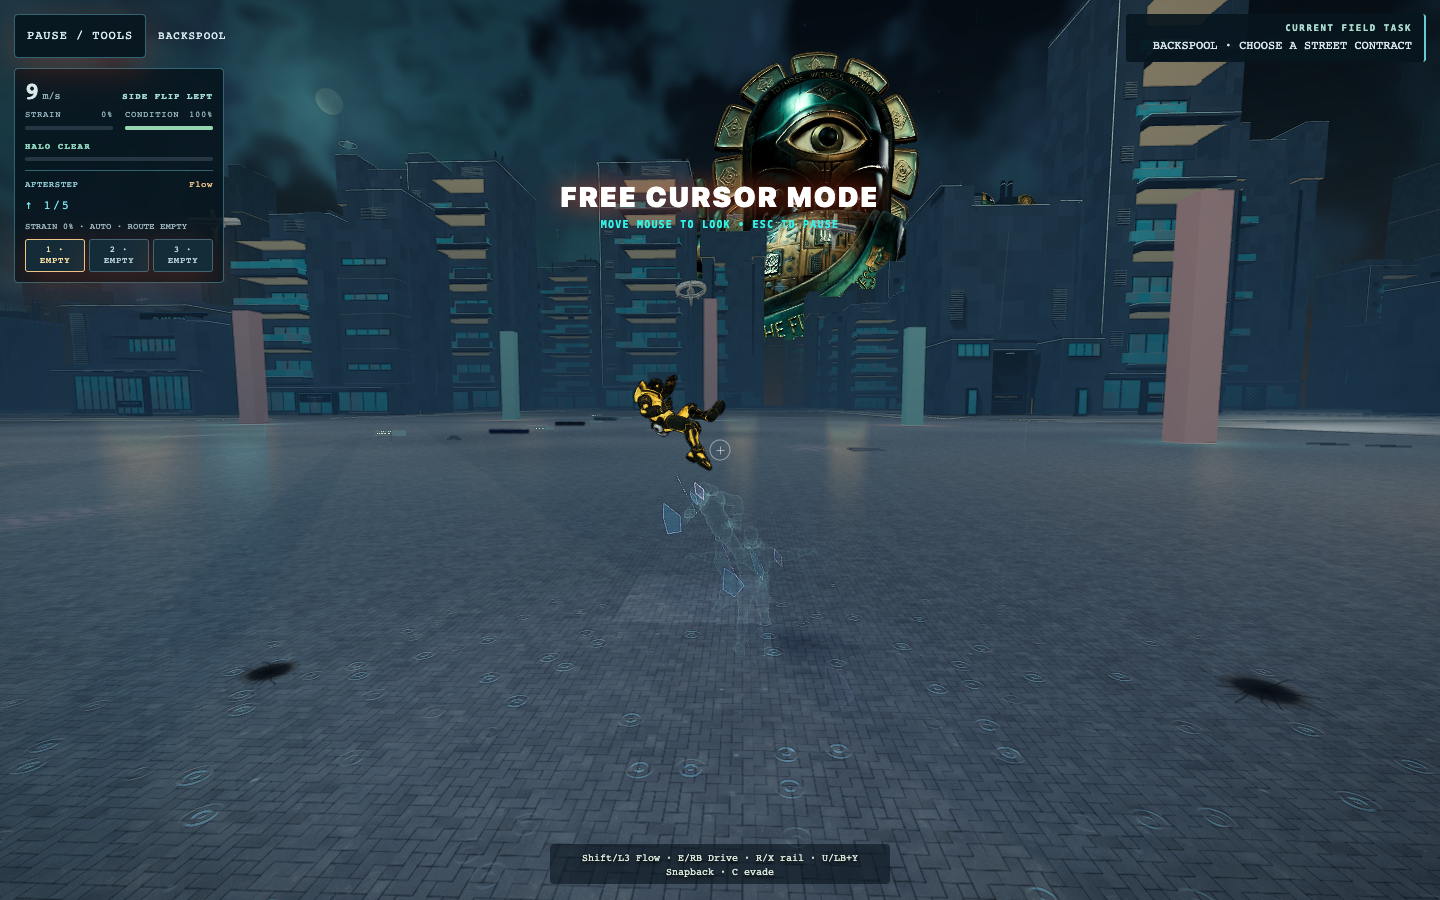 PAUSE / TOOLS
BACKSPOOL
CURRENT FIELD TASK
BACKSPOOL · CHOOSE A STREET CONTRACT
9 m/s
SIDE FLIP LEFT
STRAIN 0%
CONDITION 100%
HALO CLEAR
AFTERSTEP
Flow
↑ 1/5
STRAIN 0% · AUTO · ROUTE EMPTY
1 ·
EMPTY
2 ·
EMPTY
3 ·
EMPTY
FREE CURSOR MODE
MOVE MOUSE TO LOOK • ESC TO PAUSE
THE
Shift/L3 Flow · E/RB Drive · R/X rail · U/LB+Y
Snapback · C evade